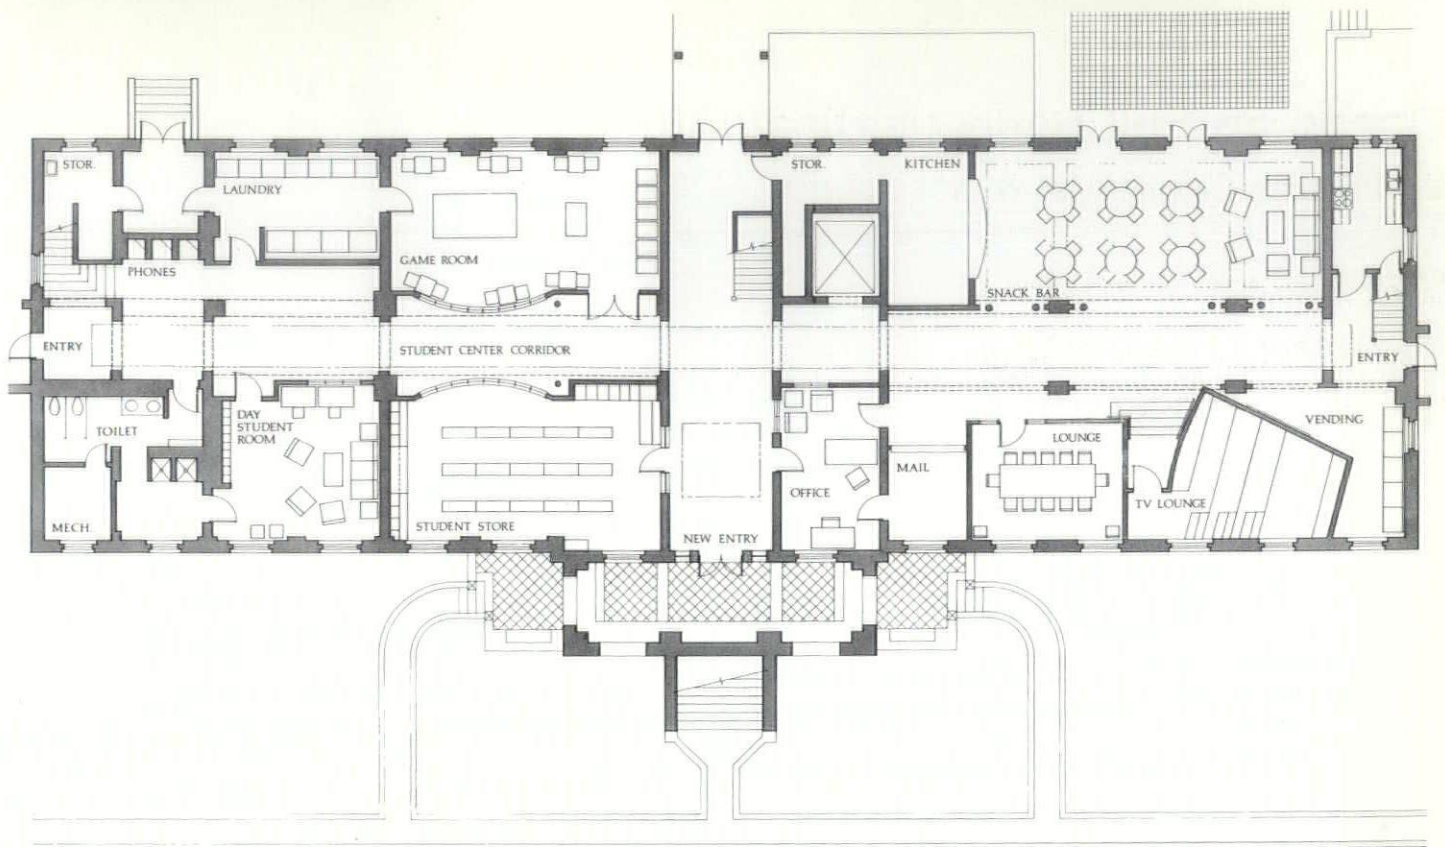 STOR.
LAUNDRY
STOR.
KITCHEN
GAME ROOM
PHONES
SNACK BAR
ENTRY
STUDENT CENTER CORRIDOR
ENTRY
DAY
STUDENT
ROOM
TOILET
VENDING
LOUNGE
MAIL
OFFICE
TV LOUNGE
MECH.
STUDENT STORE
NEW ENTRY